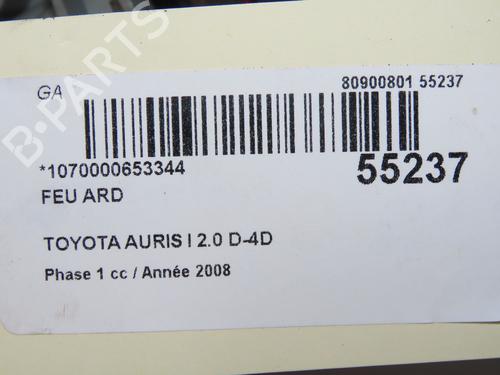 B-PARTS
GA
80900801 55237
*1070000653344
55237
FEU ARD
TOYOTA AURIS I 2.0 D-4D
Phase 1 cc / Année 2008